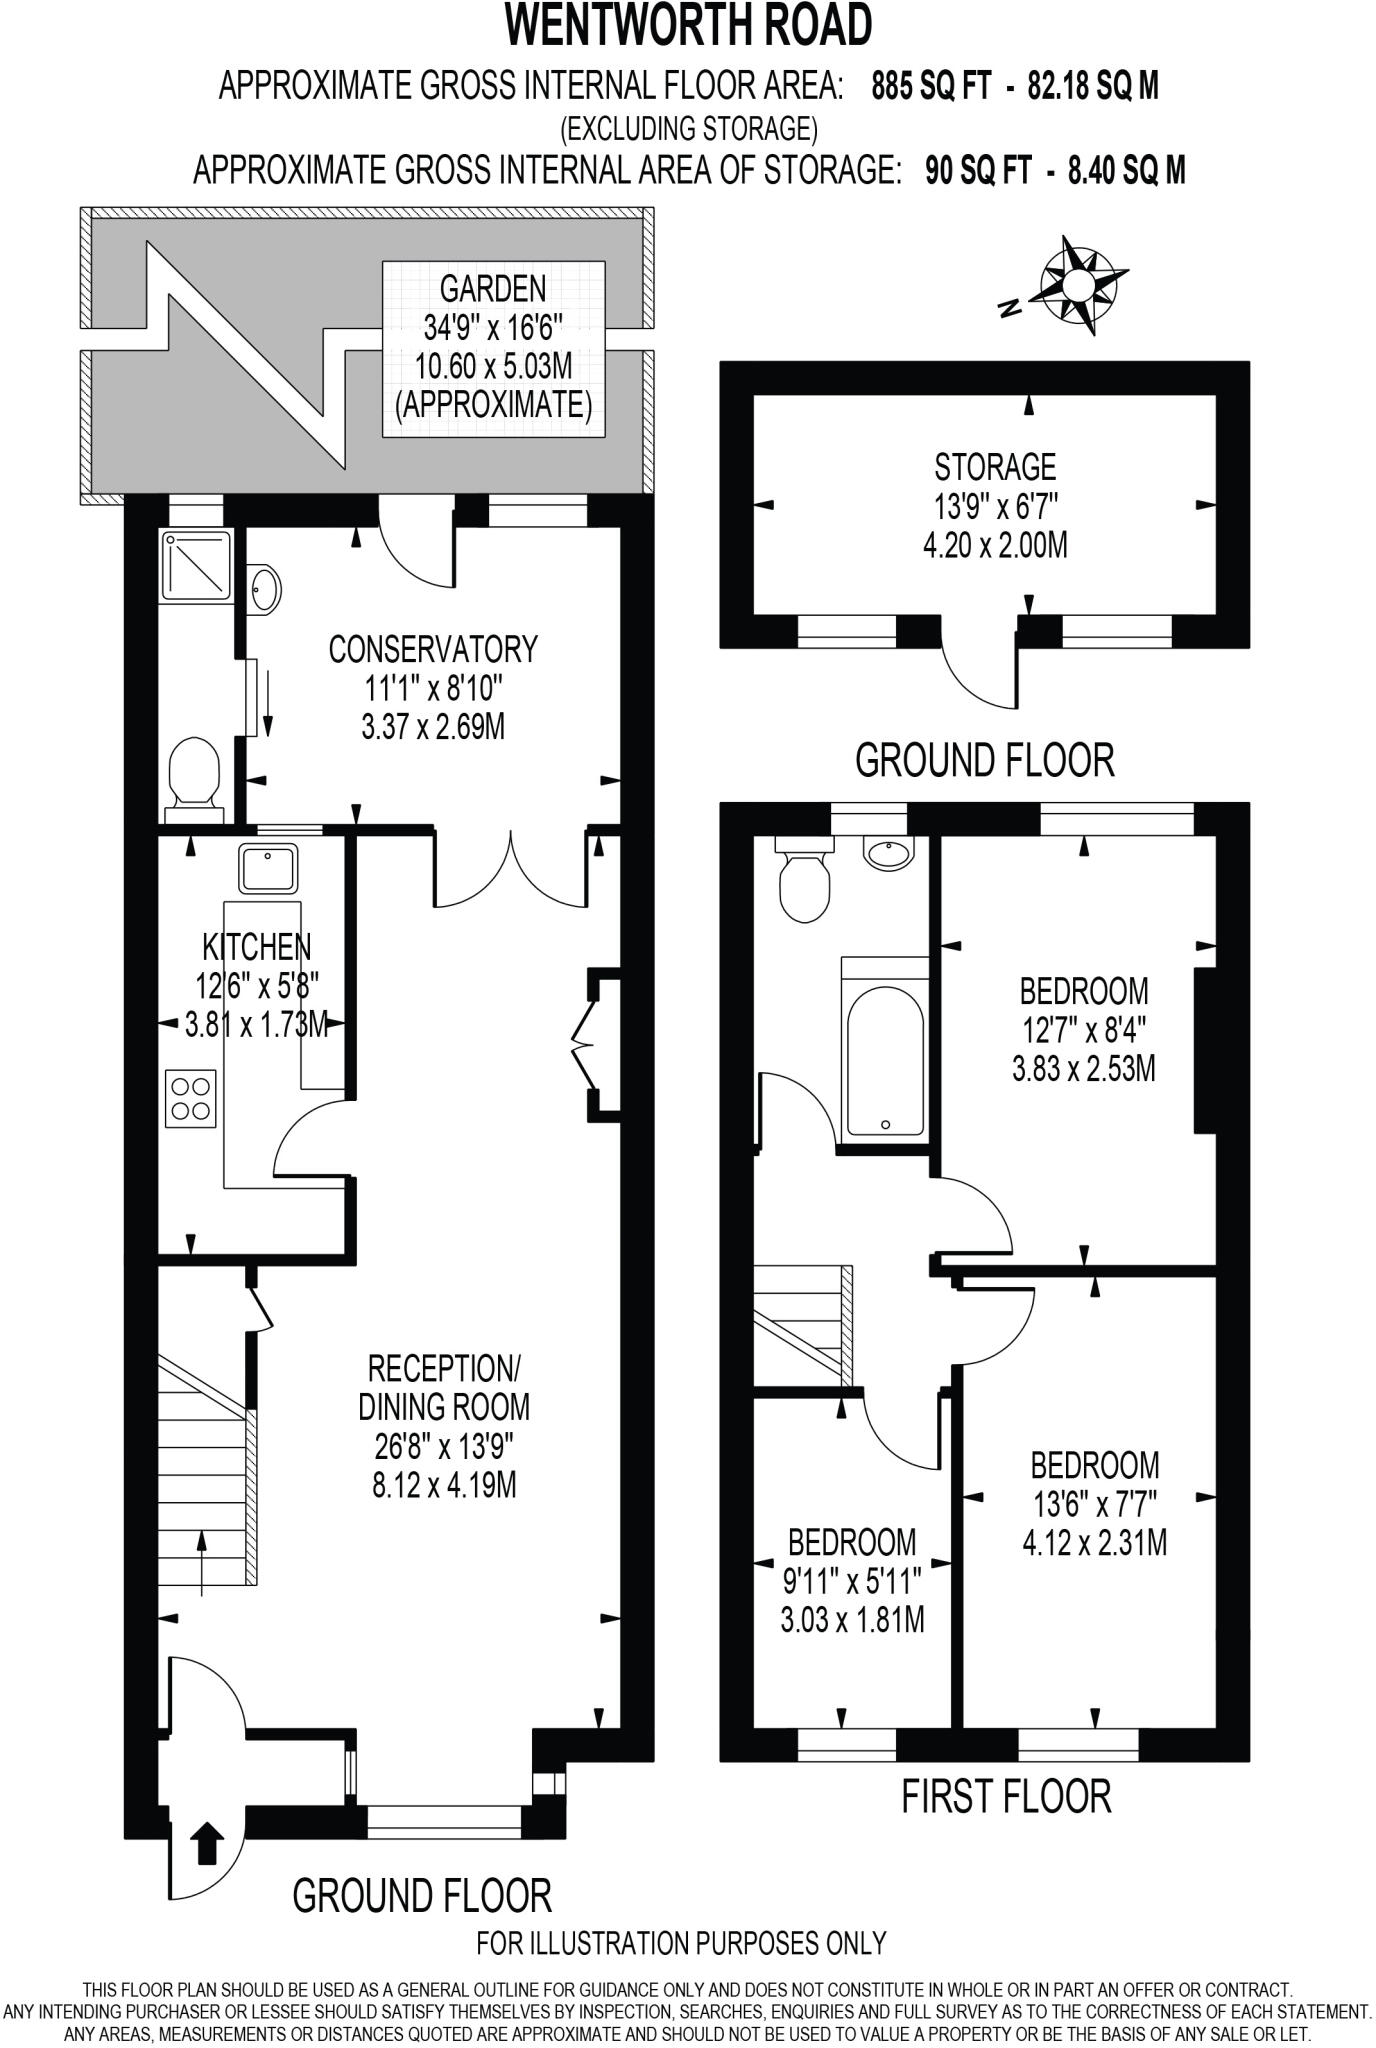 WENTWORTH ROAD
APPROXIMATE GROSS INTERNAL FLOOR AREA: 885 SQ FT - 82.18 SQ M
(EXCLUDING STORAGE)
APPROXIMATE GROSS INTERNAL AREA OF STORAGE: 90 SQ FT - 8.40 SQ M
GARDEN
34'9" x 16'6"
10.60 x 5.03M
(APPROXIMATE)
N
STORAGE
13'9" x 6'7"
4.20 x 2.00M
GROUND FLOOR
CONSERVATORY
11'1" x 8'10"
3.37 x 2.69M
KITCHEN
12'6" x 5'8"
3.81 x 1.73M
RECEPTION/
DINING ROOM
26'8" x 13'9"
8.12 x 4.19M
GROUND FLOOR
BEDROOM
12'7" x 8'4"
3.83 x 2.53M
BEDROOM
13'6" x 7'7"
4.12 x 2.31M
BEDROOM
9'11" x 5'11"
3.03 x 1.81M
FIRST FLOOR
FOR ILLUSTRATION PURPOSES ONLY
THIS FLOOR PLAN SHOULD BE USED AS A GENERAL OUTLINE FOR GUIDANCE ONLY AND DOES NOT CONSTITUTE IN WHOLE OR IN PART AN OFFER OR CONTRACT.
ANY INTENDING PURCHASER OR LESSEE SHOULD SATISFY THEMSELVES BY INSPECTION, SEARCHES, ENQUIRIES AND FULL SURVEY AS TO THE CORRECTNESS OF EACH STATEMENT.
ANY AREAS, MEASUREMENTS OR DISTANCES QUOTED ARE APPROXIMATE AND SHOULD NOT BE USED TO VALUE A PROPERTY OR BE THE BASIS OF ANY SALE OR LET.